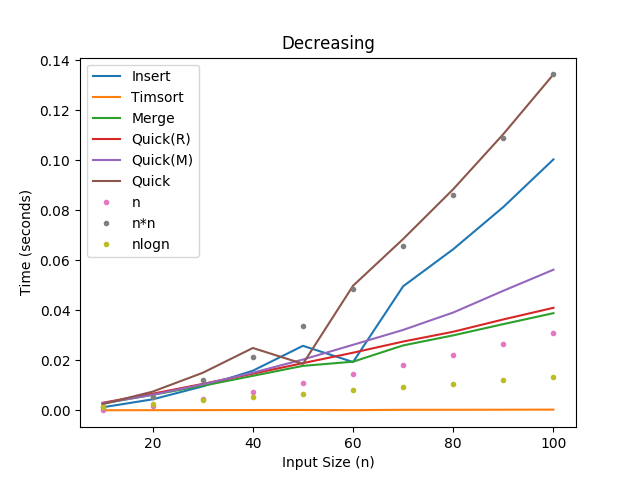 Decreasing
0.14
0.12
0.10
0.08
0.06
0.04
0.02
0.00
Time (seconds)
Insert
Timsort
Merge
Quick(R)
Quick(M)
Quick
n
n*n
nlogn
20 40 60 80 100
Input Size (n)